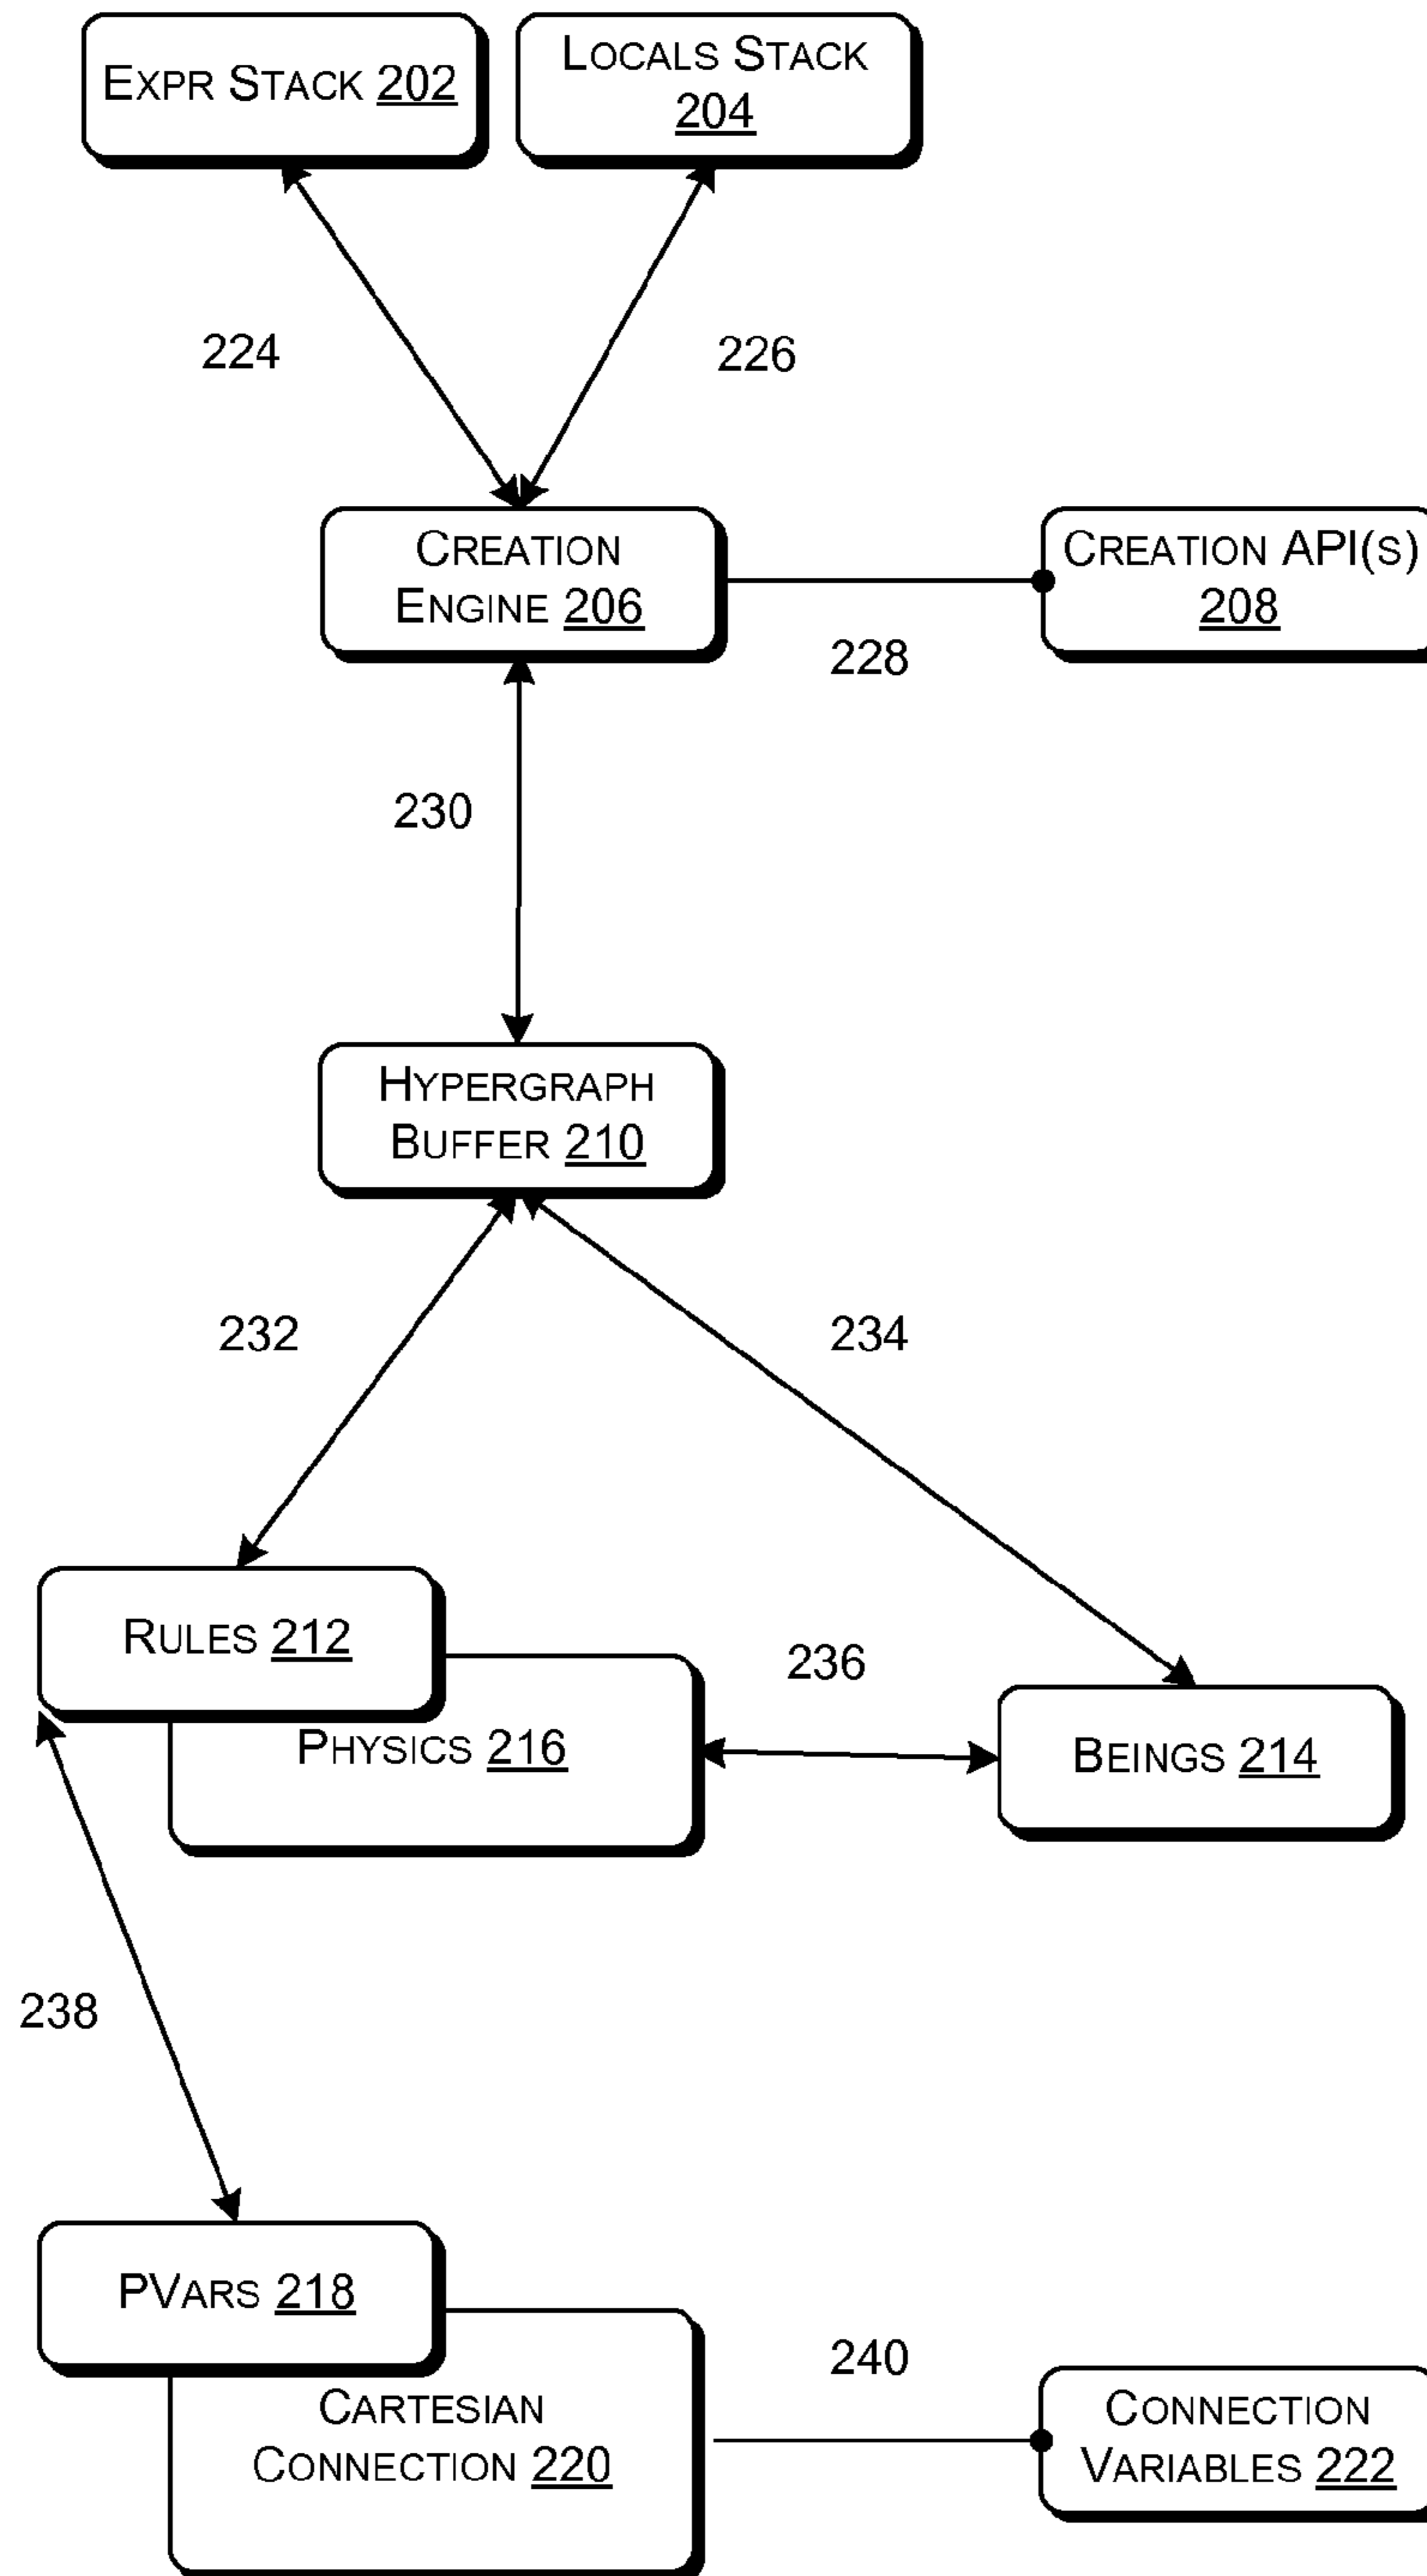 EXPR STACK 202
LOCALS STACK
204
224
226
CREATION
ENGINE 206
CREATION API(S)
208
228
230
HYPERGRAPH
BUFFER 210
232
234
RULES 212
236
PHYSICS 216
BEINGS 214
238
PVARS 218
240
CARTESIAN
CONNECTION 220
CONNECTION
VARIABLES 222